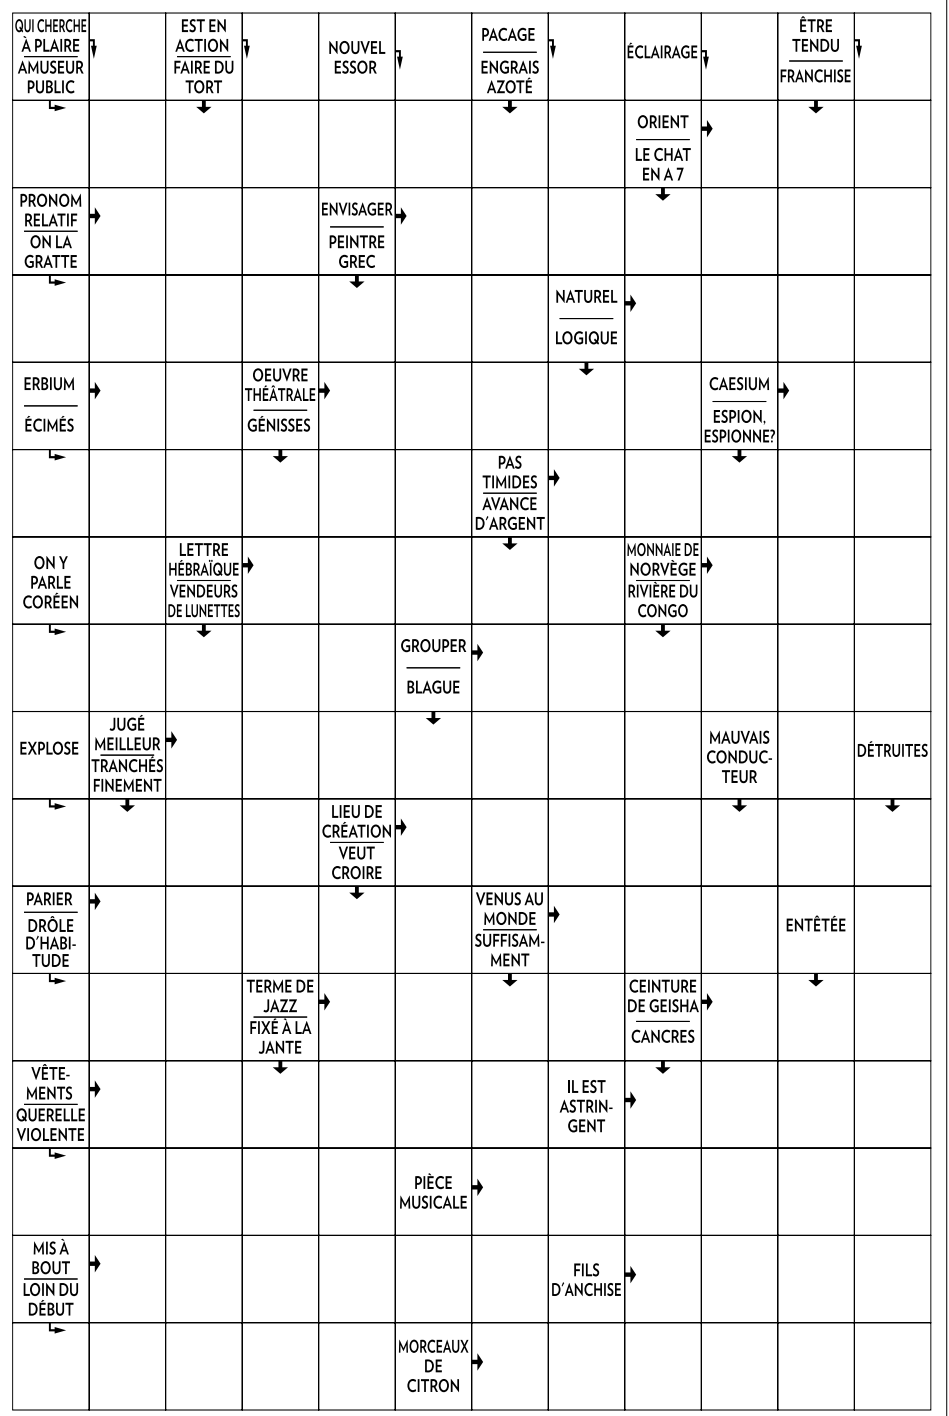 QUI CHERCHE
À PLAIRE
AMUSEUR
PUBLIC
EST EN
ACTION
FAIRE DU
TORT
NOUVEL
ESSOR
PACAGE
ENGRAIS
AZOTÉ
ÉCLAIRAGE
ÊTRE
TENDU
FRANCHISE
ORIENT
LE CHAT
EN A 7
PRONOM
RELATIF
ON LA
GRATTE
ENVISAGER
PEINTRE
GREC
NATUREL
LOGIQUE
ERBIUM
ÉCIMÉS
OEUVRE
THÉÂTRALE
GÉNISSES
CAESIUM
ESPION,
ESPIONNE?
PAS
TIMIDES
AVANCE
D'ARGENT
ON Y
PARLE
CORÉEN
LETTRE
HÉBRAÏQUE
VENDEURS
DE LUNETTES
MONNAIE DE
NORVÈGE
RIVIÈRE DU
CONGO
GROUPER
BLAGUE
EXPLOSE
JUGÉ
MEILLEUR
TRANCHÉS
FINEMENT
MAUVAIS
CONDUC-
TEUR
DÉTRUITES
LIEU DE
CRÉATION
VEUT
CROIRE
PARIER
DRÔLE
D'HABI-
TUDE
VENUS AU
MONDE
SUFFISAM-
MENT
ENTÊTÉE
TERME DE
JAZZ
FIXÉ À LA
JANTE
CEINTURE
DE GEISHA
CANCRES
VÊTE-
MENTS
QUERELLE
VIOLENTE
IL EST
ASTRIN-
GENT
PIÈCE
MUSICALE
MIS À
BOUT
LOIN DU
DÉBUT
FILS
D'ANCHISE
MORCEAUX
DE
CITRON